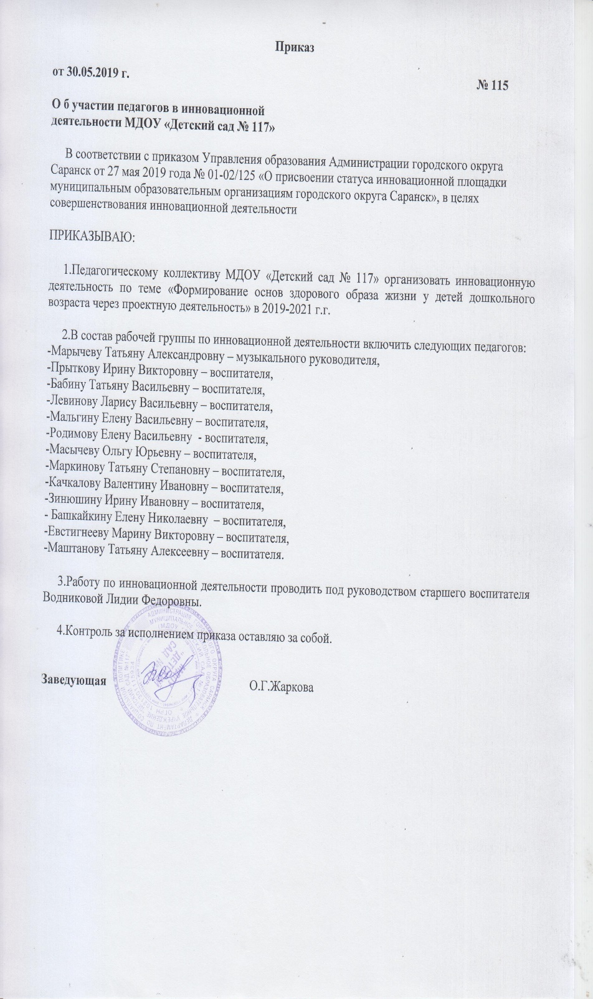 Приказ
от 30.05.2019 г.
№ 115
О б участии педагогов в инновационной
деятельности МДОУ «Детский сад № 117»
В соответствии с приказом Управления образования Администрации городского округа
Саранск от 27 мая 2019 года № 01-02/125 «О присвоении статуса инновационной площадки
муниципальным образовательным организациям городского округа Саранск», в целях
совершенствования инновационной деятельности
ПРИКАЗЫВАЮ:
1.Педагогическому коллективу МДОУ «Детский сад № 117» организовать инновационную
деятельность по теме «Формирование основ здорового образа жизни у детей дошкольного
возраста через проектную деятельность» в 2019-2021 г.г.
2.В состав рабочей группы по инновационной деятельности включить следующих педагогов:
-Марычеву Татьяну Александровну – музыкального руководителя,
-Прыткову Ирину Викторовну – воспитателя,
-Бабину Татьяну Васильевну – воспитателя,
-Левинову Ларису Васильевну – воспитателя,
-Мальгину Елену Васильевну – воспитателя,
-Родимову Елену Васильевну - воспитателя,
-Масычеву Ольгу Юрьевну – воспитателя,
-Маркинову Татьяну Степановну – воспитателя,
-Качкалову Валентину Ивановну – воспитателя,
-Зинюшину Ирину Ивановну – воспитателя,
- Башкайкину Елену Николаевну – воспитателя,
-Евстигнееву Марину Викторовну – воспитателя,
-Маштанову Татьяну Алексеевну – воспитателя.
3.Работу по инновационной деятельности проводить под руководством старшего воспитателя
Водниковой Лидии Федоровны.
4.Контроль за исполнением приказа оставляю за собой.
Заведующая
О.Г.Жаркова